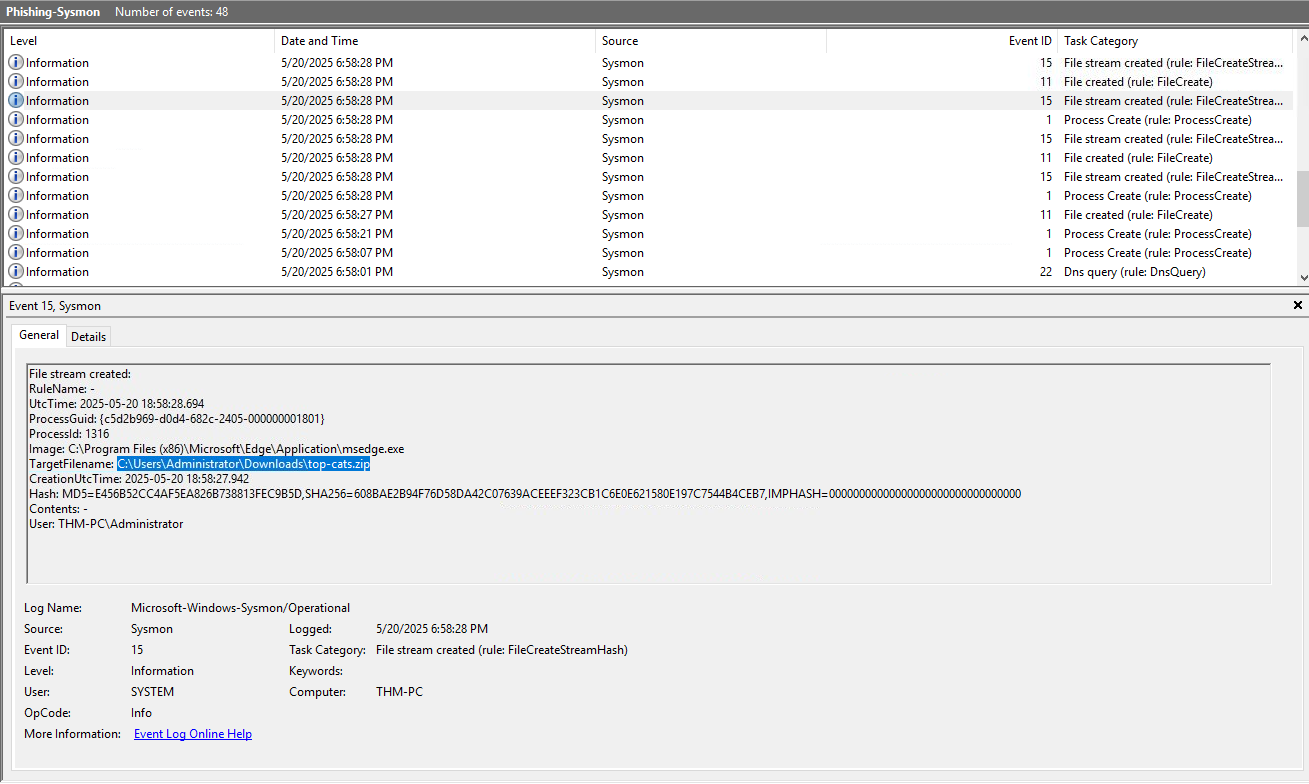 Phishing-Sysmon Number of events: 48
Level Date and Time Source Event ID Task Category
Information 5/20/2025 6:58:28 PM Sysmon 15 File stream created (rule: FileCreateStrea...
Information 5/20/2025 6:58:28 PM Sysmon 11 File created (rule: FileCreate)
Information 5/20/2025 6:58:28 PM Sysmon 15 File stream created (rule: FileCreateStrea...
Information 5/20/2025 6:58:28 PM Sysmon 1 Process Create (rule: ProcessCreate)
Information 5/20/2025 6:58:28 PM Sysmon 15 File stream created (rule: FileCreateStrea...
Information 5/20/2025 6:58:28 PM Sysmon 11 File created (rule: FileCreate)
Information 5/20/2025 6:58:28 PM Sysmon 15 File stream created (rule: FileCreateStrea...
Information 5/20/2025 6:58:28 PM Sysmon 1 Process Create (rule: ProcessCreate)
Information 5/20/2025 6:58:27 PM Sysmon 11 File created (rule: FileCreate)
Information 5/20/2025 6:58:21 PM Sysmon 1 Process Create (rule: ProcessCreate)
Information 5/20/2025 6:58:07 PM Sysmon 1 Process Create (rule: ProcessCreate)
Information 5/20/2025 6:58:01 PM Sysmon 22 Dns query (rule: DnsQuery)
Event 15, Sysmon
General Details
File stream created:
RuleName: -
UtcTime: 2025-05-20 18:58:28.694
ProcessGuid: {c5d2b969-d0d4-682c-2405-000000001801}
ProcessId: 1316
Image: C:\Program Files (x86)\Microsoft\Edge\Application\msedge.exe
TargetFilename: C:\Users\Administrator\Downloads\top-cats.zip
CreationUtcTime: 2025-05-20 18:58:27.942
Hash: MD5=E456B52CC4AF5EA826B738813FEC9B5D,SHA256=608BAE2B94F76D58DA42C07639ACEEEF323CB1C6E0E621580E197C7544B4CEB7,IMPHASH=00000000000000000000000000000000
Contents: -
User: THM-PC\Administrator
Log Name: Microsoft-Windows-Sysmon/Operational
Source: Sysmon Logged: 5/20/2025 6:58:28 PM
Event ID: 15 Task Category: File stream created (rule: FileCreateStreamHash)
Level: Information Keywords:
User: SYSTEM Computer: THM-PC
OpCode: Info
More Information: Event Log Online Help